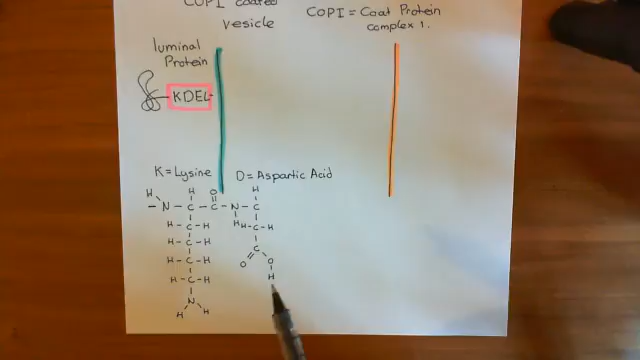 COPI coated
vesicle
COPI = Coat Protein
complex 1.
luminal
Protein
KDEL
K = Lysine
D = Aspartic Acid
H H O H
N - C - C - N - C
H - C - H H H - C - H
H - C - H C
H - C - H O O
H - C - H H
N
H H